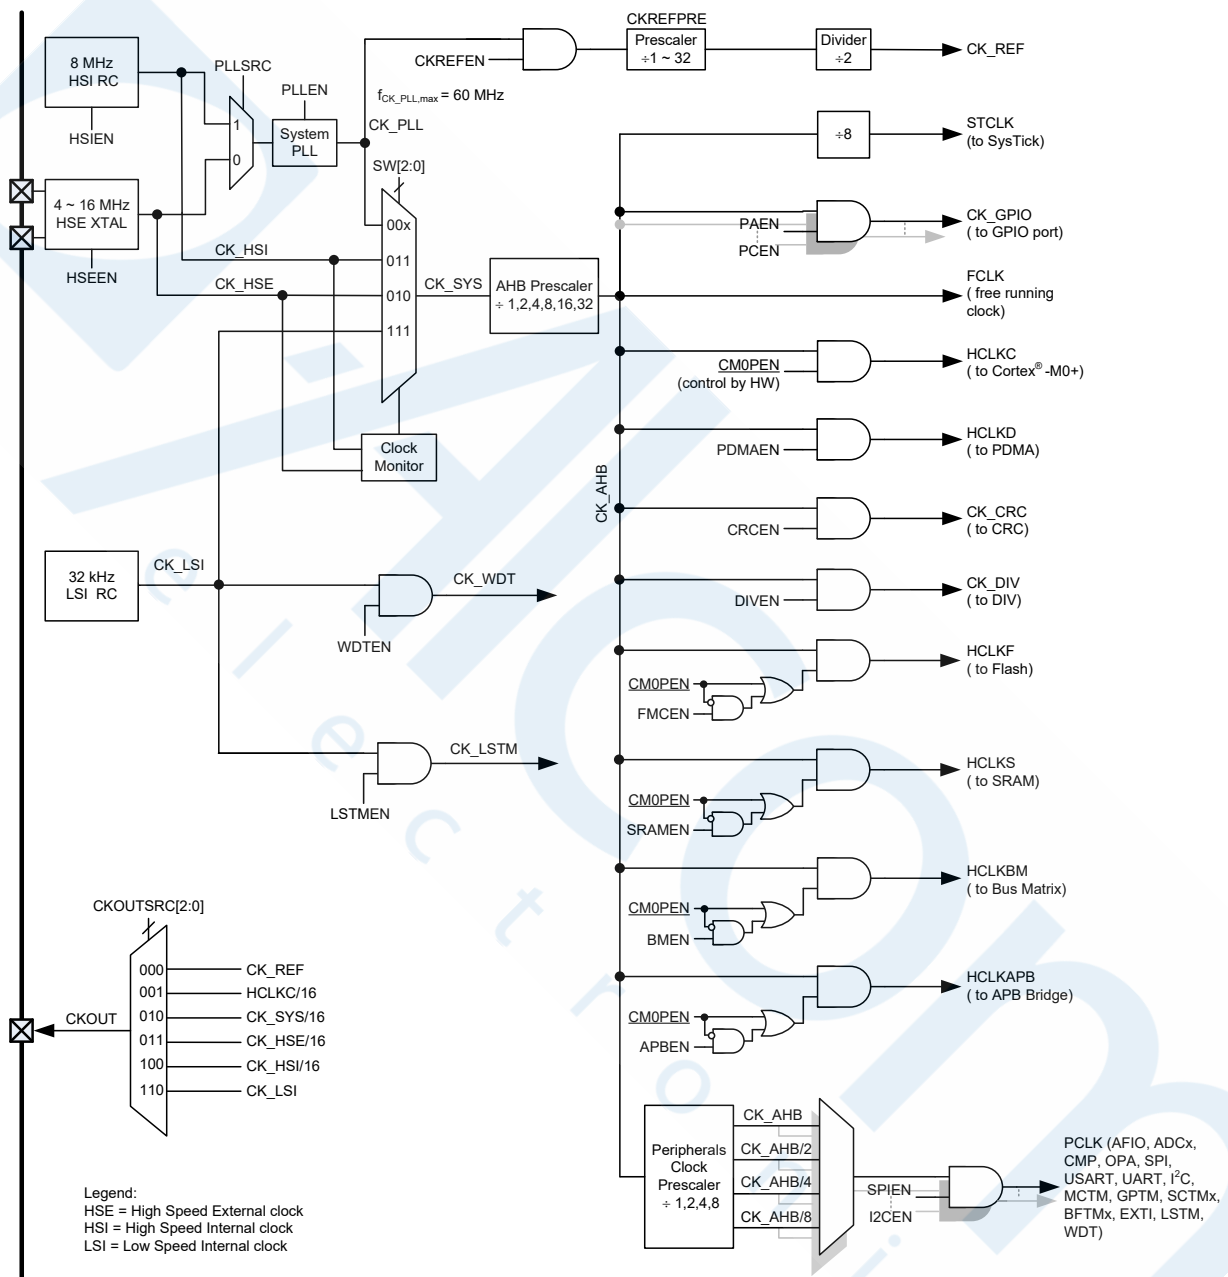 CKREFPRE
Prescaler
÷1 ~ 32
Divider
÷2
CK_REF
CKREFEN
8 MHz
HSI RC
PLLSRC
PLLEN
f CK_PLL,max = 60 MHz
HSIEN
1
0
System
PLL
CK_PLL
STCLK
(to SysTick)
÷8
SW[2:0]
4 ~ 16 MHz
HSE XTAL
HSEEN
00x
011
010
111
CK_HSI
CK_HSE
CK_SYS
AHB Prescaler
÷ 1,2,4,8,16,32
PAEN
PCEN
CK_GPIO
( to GPIO port)
FCLK
( free running
clock)
CM0PEN
(control by HW)
HCLKC
( to Cortex® -M0+)
Clock
Monitor
PDMAEN
HCLKD
( to PDMA)
CK_AHB
CRCEN
CK_CRC
( to CRC)
32 kHz
LSI RC
CK_LSI
CK_WDT
WDTEN
DIVEN
CK_DIV
( to DIV)
CM0PEN
FMCEN
HCLKF
( to Flash)
CK_LSTM
LSTMEN
CM0PEN
SRAMEN
HCLKS
( to SRAM)
CM0PEN
BMEN
HCLKBM
( to Bus Matrix)
CM0PEN
APBEN
HCLKAPB
( to APB Bridge)
CKOUTSRC[2:0]
000 CK_REF
001 HCLKC/16
010 CK_SYS/16
011 CK_HSE/16
100 CK_HSI/16
110 CK_LSI
CKOUT
Peripherals
Clock
Prescaler
÷ 1,2,4,8
CK_AHB
CK_AHB/2
CK_AHB/4
CK_AHB/8
SPIEN
I2CEN
PCLK (AFIO, ADCx,
CMP, OPA, SPI,
USART, UART, I²C,
MCTM, GPTM, SCTMx,
BFTMx, EXTI, LSTM,
WDT)
Legend:
HSE = High Speed External clock
HSI = High Speed Internal clock
LSI = Low Speed Internal clock